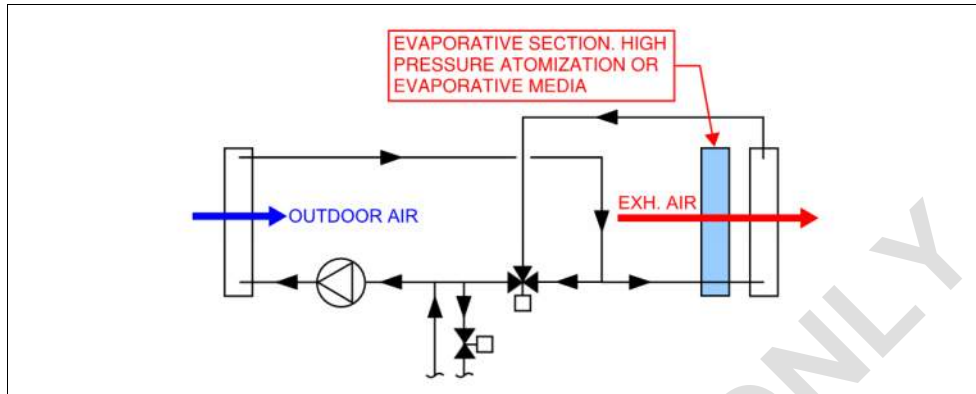 EVAPORATIVE SECTION. HIGH
PRESSURE ATOMIZATION OR
EVAPORATIVE MEDIA
OUTDOOR AIR
EXH. AIR
ONLY